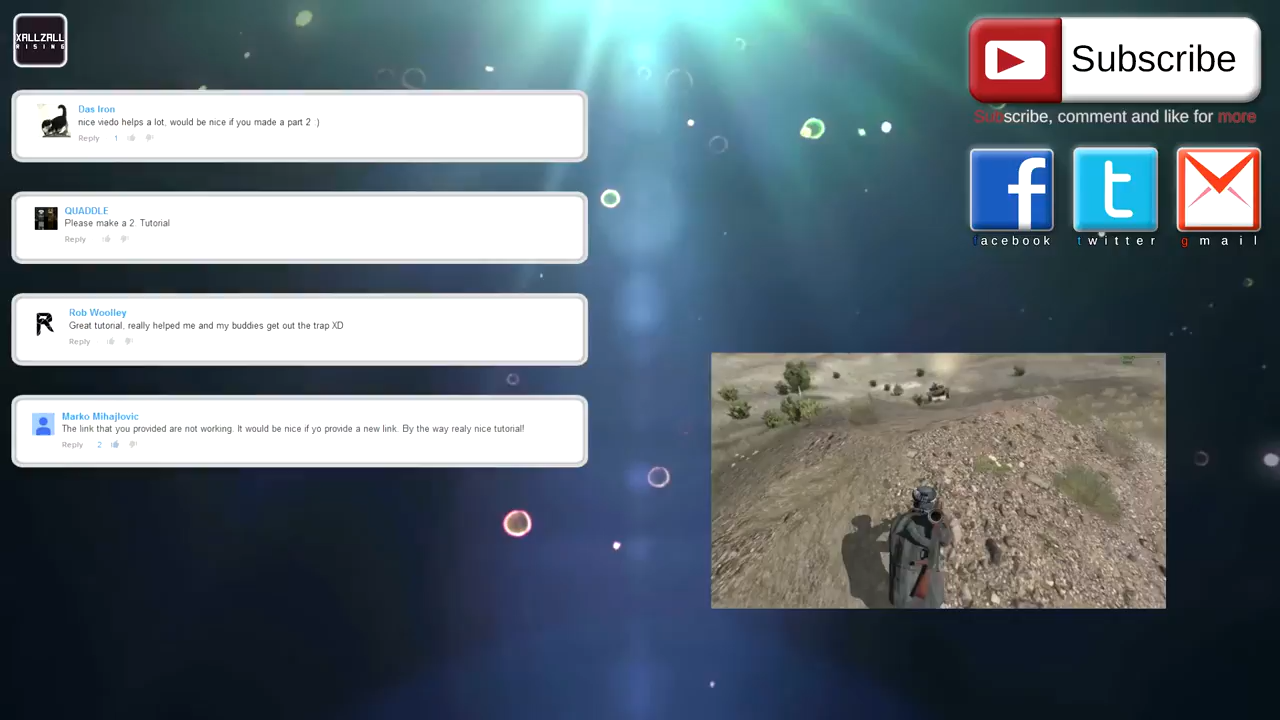 XALLZALL
RISING
Das Iron
nice viedo helps a lot, would be nice if you made a part 2 :)
Reply 1
QUADDLE
Please make a 2. Tutorial
Reply
Rob Woolley
Great tutorial, really helped me and my buddies get out the trap XD
Reply
Marko Mihajlovic
The link that you provided are not working. It would be nice if yo provide a new link. By the way realy nice tutorial!
Reply 2
Subscribe
Subscribe, comment and like for more
facebook
twitter
gmail